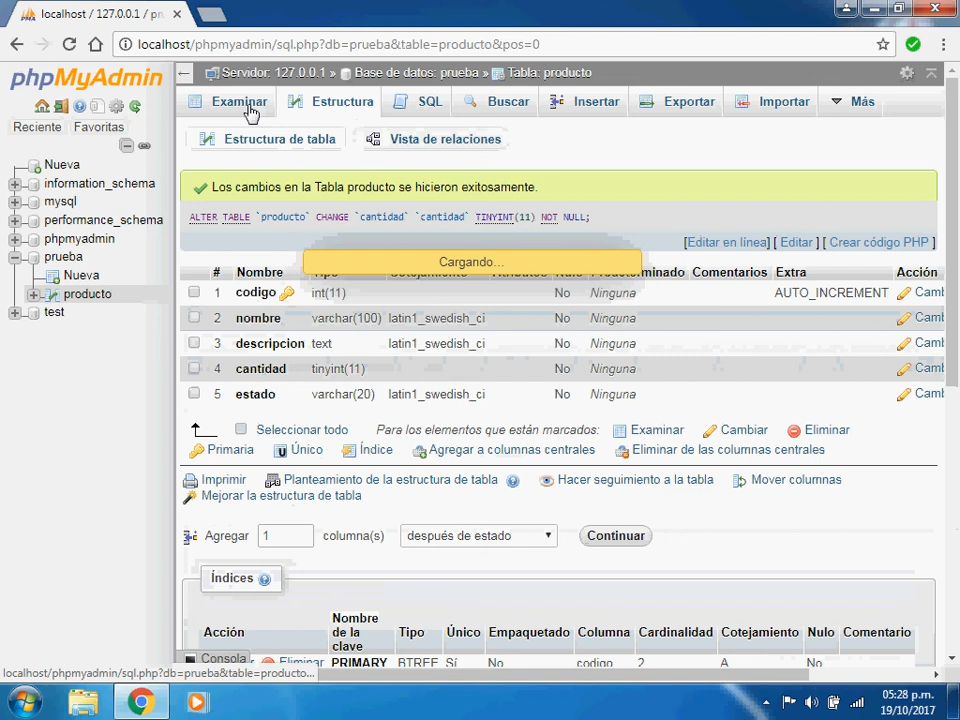 localhost / 127.0.0.1 / pr
localhost/phpmyadmin/sql.php?db=prueba&table=producto&pos=0
phpMyAdmin
Reciente Favoritas
Nueva
information_schema
mysql
performance_schema
phpmyadmin
prueba
Nueva
producto
test
Servidor: 127.0.0.1 » Base de datos: prueba » Tabla: producto
Examinar Estructura SQL Buscar Insertar Exportar Importar Más
Estructura de tabla Vista de relaciones
Los cambios en la Tabla producto se hicieron exitosamente.
ALTER TABLE `producto` CHANGE `cantidad` `cantidad` TINYINT(11) NOT NULL;
[Editar en línea] [ Editar ] [ Crear código PHP ]
Cargando...
# Nombre Tipo Cotejamiento Atributos Nulo Predeterminado Comentarios Extra Acción
1 codigo int(11) No Ninguna AUTO_INCREMENT Camb
2 nombre varchar(100) latin1_swedish_ci No Ninguna Camb
3 descripcion text latin1_swedish_ci No Ninguna Camb
4 cantidad tinyint(11) No Ninguna Camb
5 estado varchar(20) latin1_swedish_ci No Ninguna Camb
Seleccionar todo Para los elementos que están marcados: Examinar Cambiar Eliminar
Primaria Único Índice Agregar a columnas centrales Eliminar de las columnas centrales
Imprimir Planteamiento de la estructura de tabla Hacer seguimiento a la tabla Mover columnas
Mejorar la estructura de tabla
Agregar 1 columna(s) después de estado Continuar
Índices
Acción Nombre de la clave Tipo Único Empaquetado Columna Cardinalidad Cotejamiento Nulo Comentario
Eliminar PRIMARY BTREE Sí No codigo 2 A No
Consola
localhost/phpmyadmin/sql.php?db=prueba&table=producto...
05:28 p.m.
19/10/2017